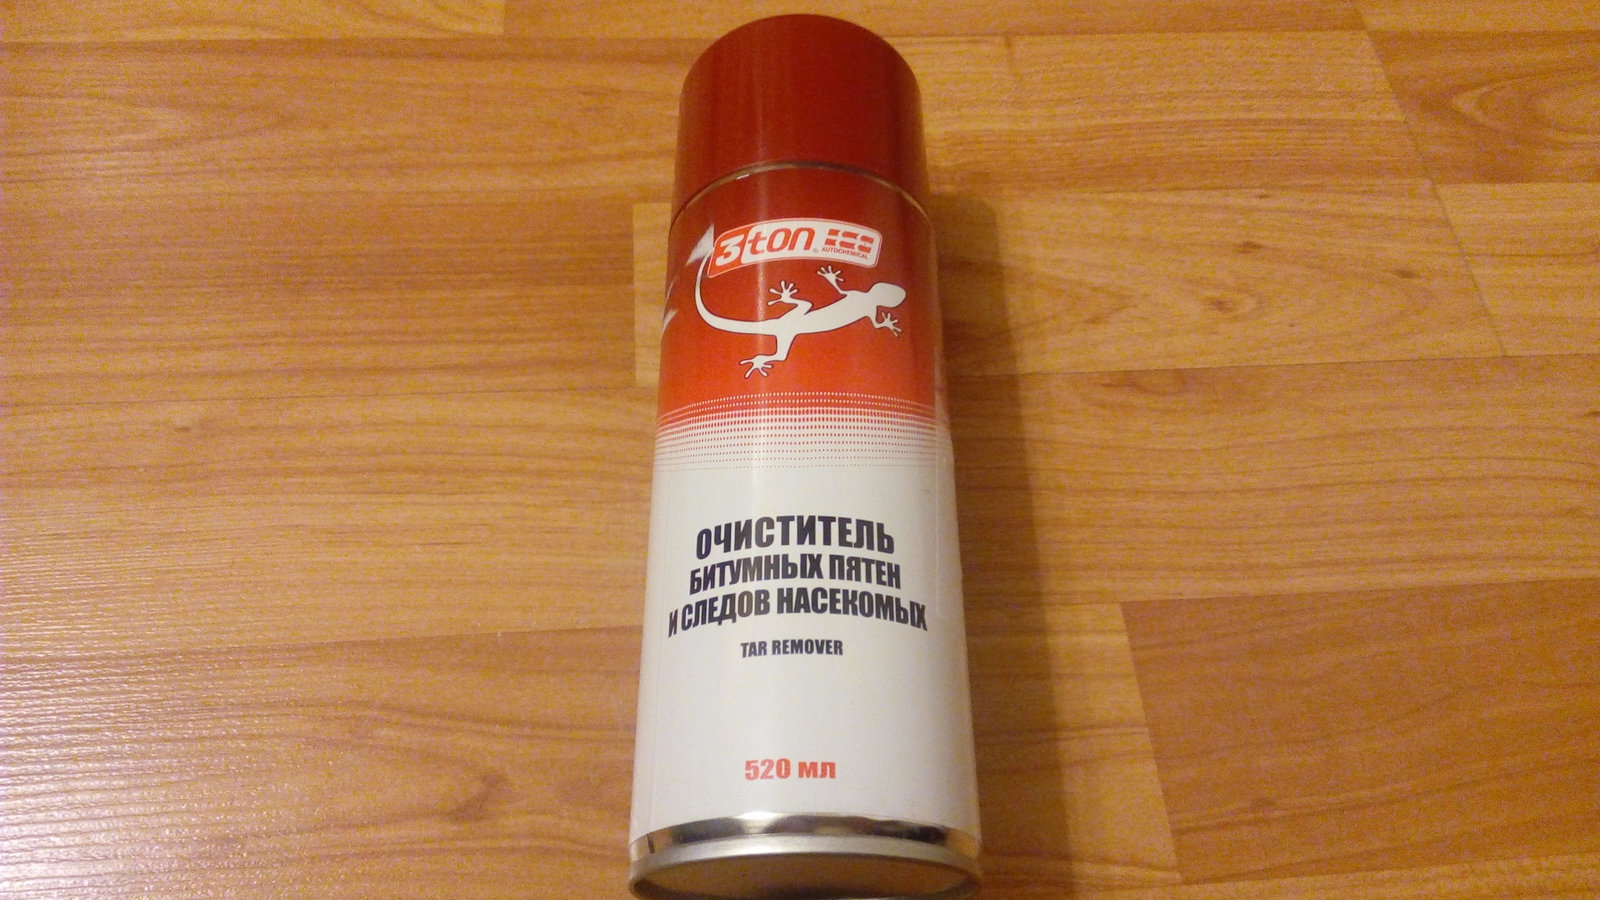 3ton
AUTOCHEMICAL
ОЧИСТИТЕЛЬ
БИТУМНЫХ ПЯТЕН
И СЛЕДОВ НАСЕКОМЫХ
TAR REMOVER
520 мл